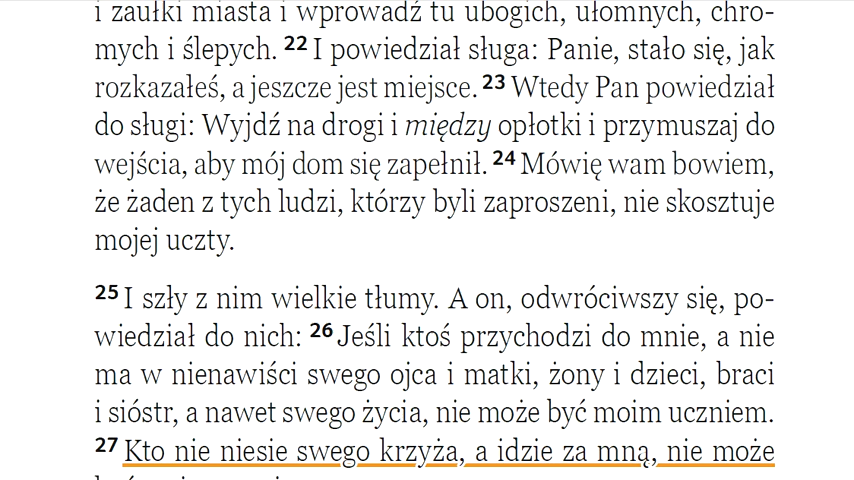 i zaułki miasta i wprowadź tu ubogich, ułomnych, chro-
mych i ślepych. 22 I powiedział sługa: Panie, stało się, jak
rozkazałeś, a jeszcze jest miejsce. 23 Wtedy Pan powiedział
do sługi: Wyjdź na drogi i między opłotki i przymuszaj do
wejścia, aby mój dom się zapełnił. 24 Mówię wam bowiem,
że żaden z tych ludzi, którzy byli zaproszeni, nie skosztuje
mojej uczty.
25 I szły z nim wielkie tłumy. A on, odwróciwszy się, po-
wiedział do nich: 26 Jeśli ktoś przychodzi do mnie, a nie
ma w nienawiści swego ojca i matki, żony i dzieci, braci
i sióstr, a nawet swego życia, nie może być moim uczniem.
27 Kto nie niesie swego krzyża, a idzie za mną, nie może